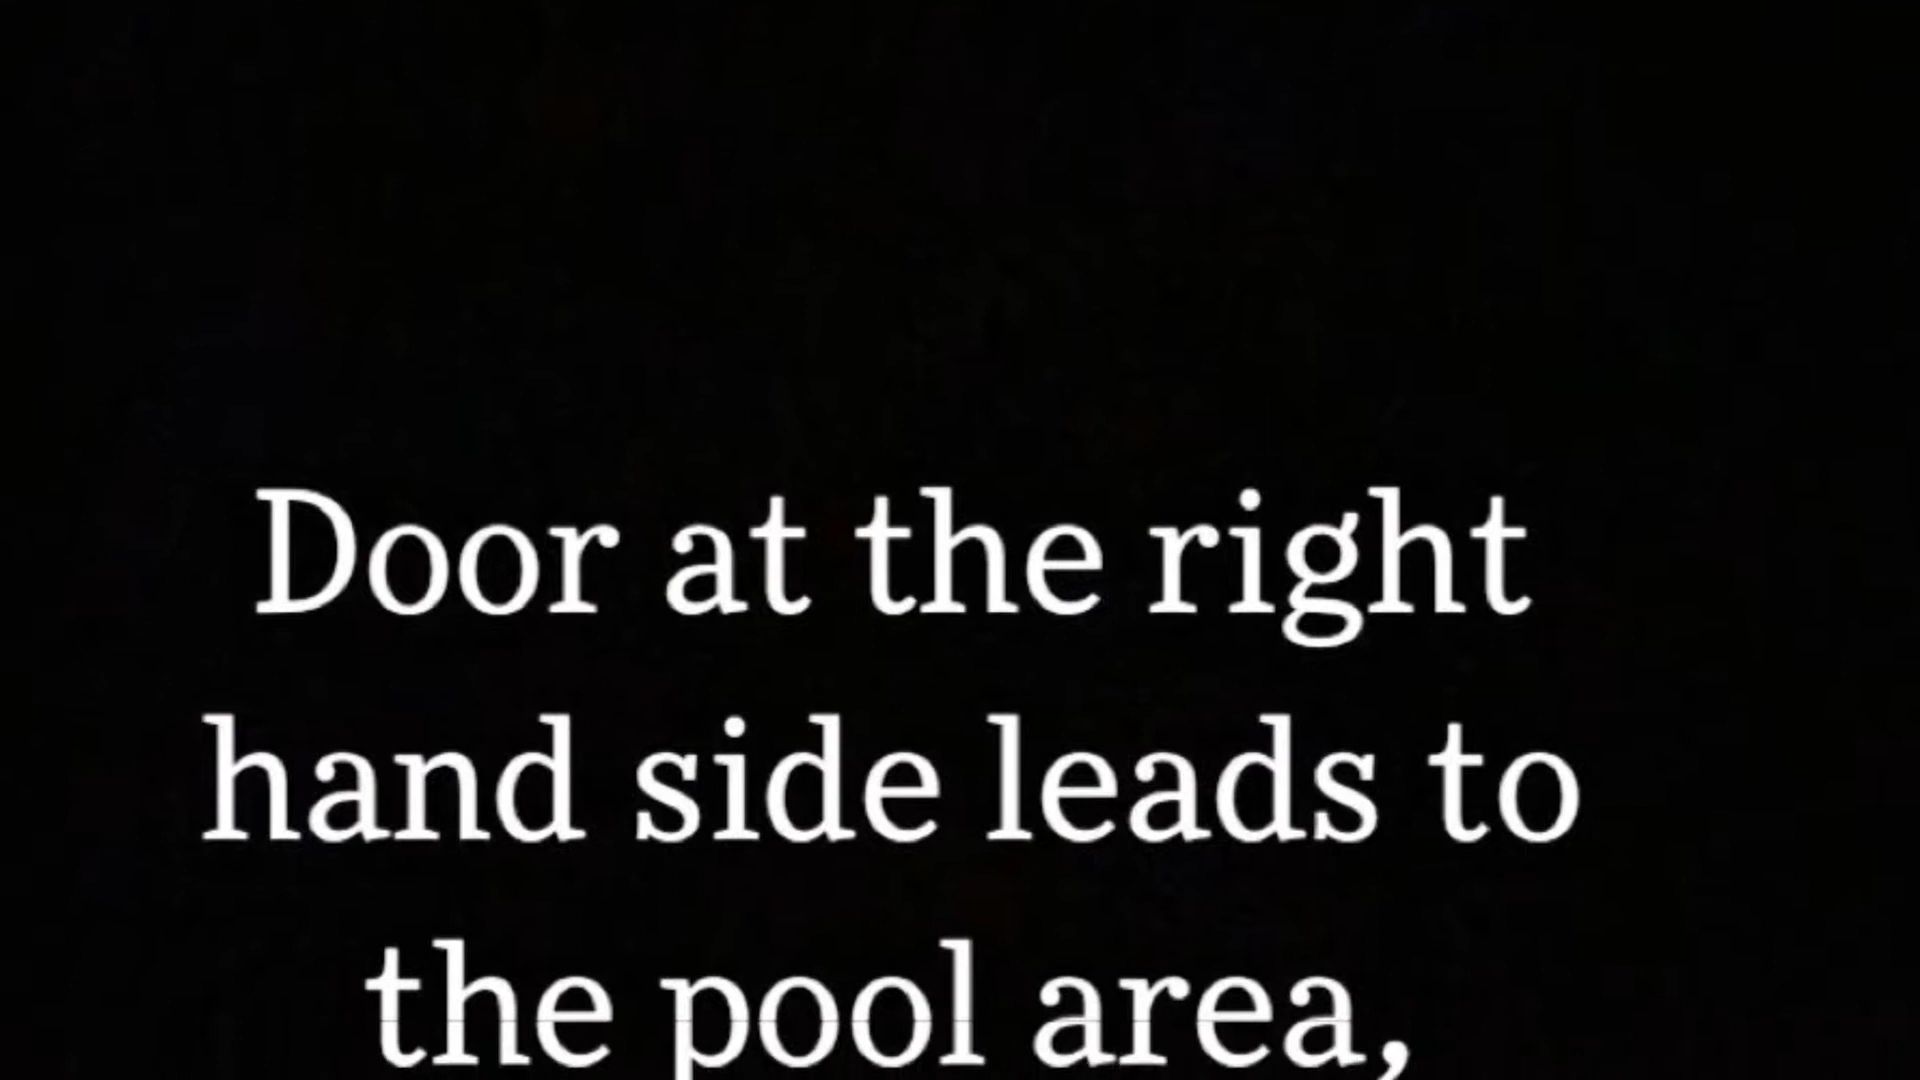 Door at the right
hand side leads to
the pool area,